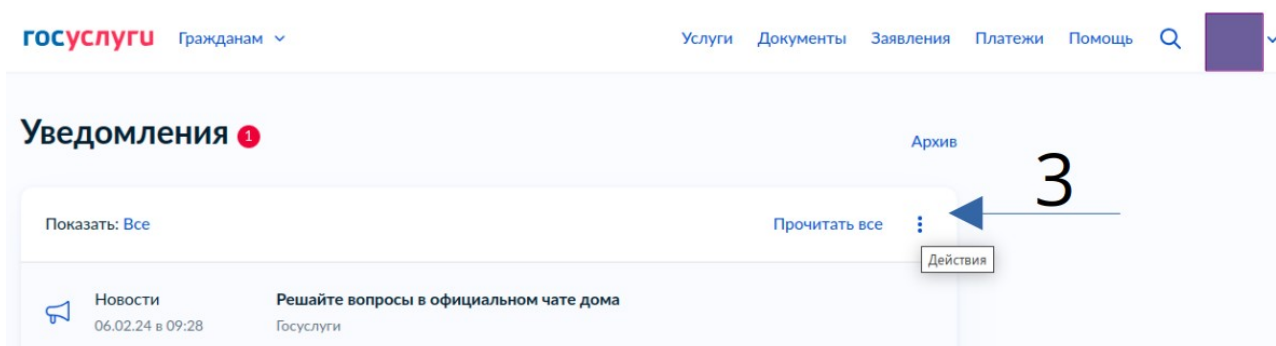 госуслуги Гражданам Услуги Документы Заявления Платежи Помощь
Уведомления 1
Архив
3
Показать: Все Прочитать все
Действия
Новости Решайте вопросы в официальном чате дома
06.02.24 в 09:28 Госуслуги